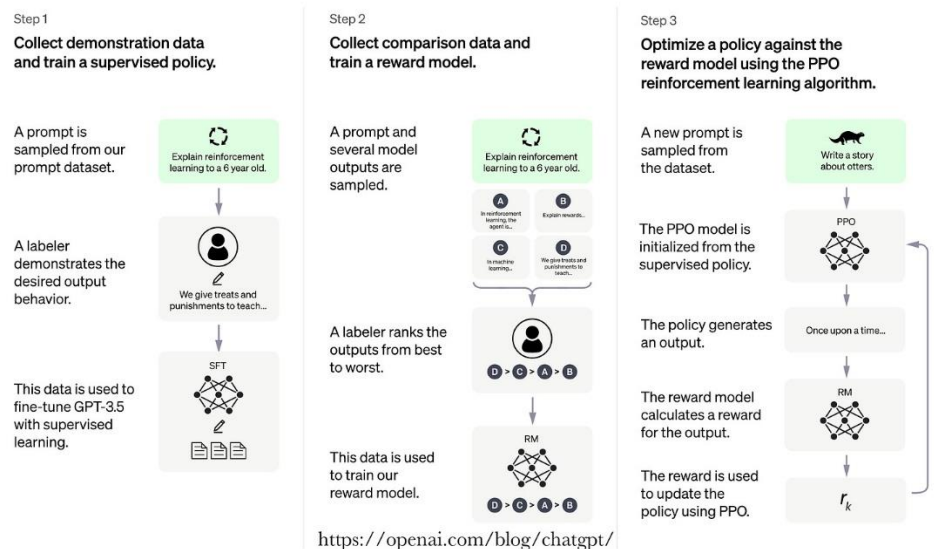 Step 1
Collect demonstration data
and train a supervised policy.
A prompt is
sampled from our
prompt dataset.
Explain reinforcement
learning to a 6 year old.
A labeler
demonstrates the
desired output
behavior.
We give treats and
punishments to teach...
This data is used to
fine-tune GPT-3.5
with supervised
learning.
SFT
Step 2
Collect comparison data and
train a reward model.
A prompt and
several model
outputs are
sampled.
Explain reinforcement
learning to a 6 year old.
A
In reinforcement
learning, the
agent is...
B
Explain rewards...
C
In machine
learning...
D
We give treats and
punishments to
teach...
A labeler ranks the
outputs from best
to worst.
D > C > A > B
This data is used
to train our
reward model.
RM
D > C > A > B
Step 3
Optimize a policy against the
reward model using the PPO
reinforcement learning algorithm.
A new prompt is
sampled from
the dataset.
Write a story
about otters.
The PPO model is
initialized from the
supervised policy.
PPO
The policy generates
an output.
Once upon a time...
The reward model
calculates a reward
for the output.
RM
The reward is used
to update the
policy using PPO.
rk
https://openai.com/blog/chatgpt/